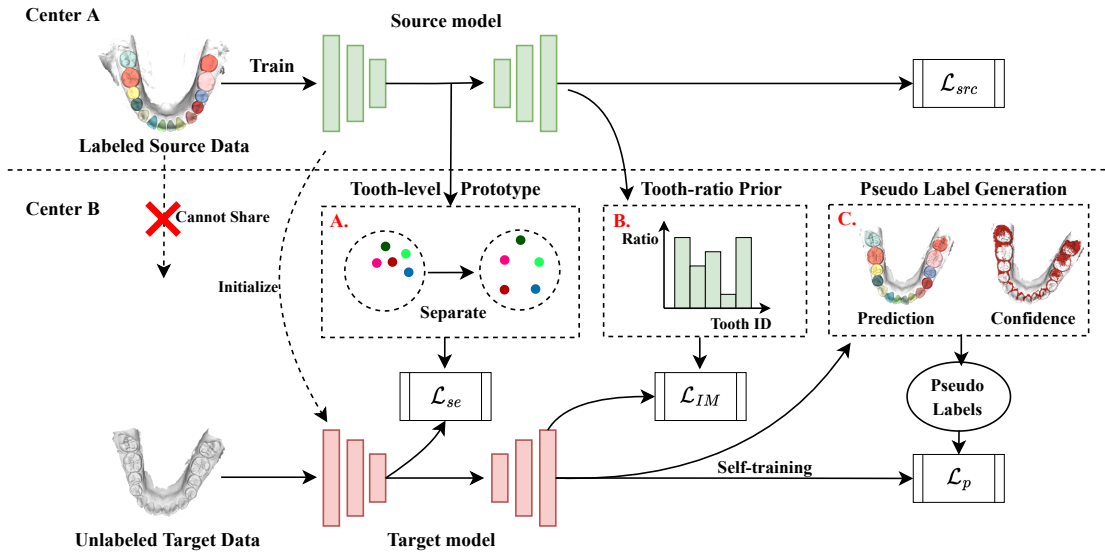 Center A
Source model
Train
ℒsrc
Labeled Source Data
Center B
Cannot Share
Tooth-level Prototype
Tooth-ratio Prior
Pseudo Label Generation
A.
B.
C.
Ratio
Initialize
Separate
Tooth ID
Prediction
Confidence
ℒse
ℒIM
Pseudo
Labels
Self-training
ℒp
Unlabeled Target Data
Target model